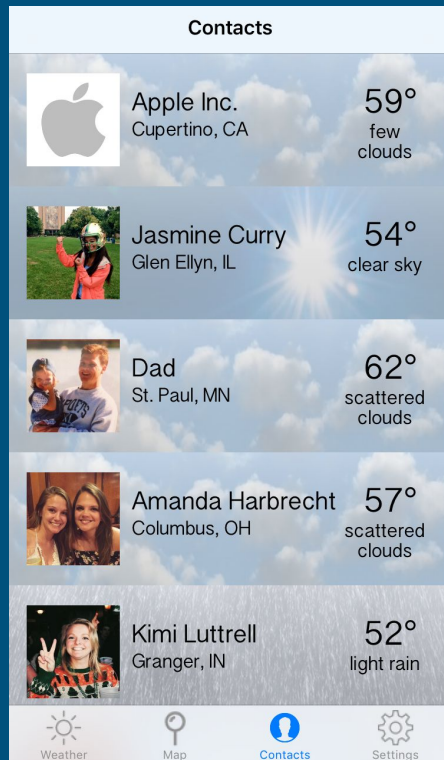 Contacts
Apple Inc.
Cupertino, CA
59°
few
clouds
Jasmine Curry
Glen Ellyn, IL
54°
clear sky
Dad
St. Paul, MN
62°
scattered
clouds
Amanda Harbrecht
Columbus, OH
57°
scattered
clouds
Kimi Luttrell
Granger, IN
52°
light rain
Weather
Map
Contacts
Settings